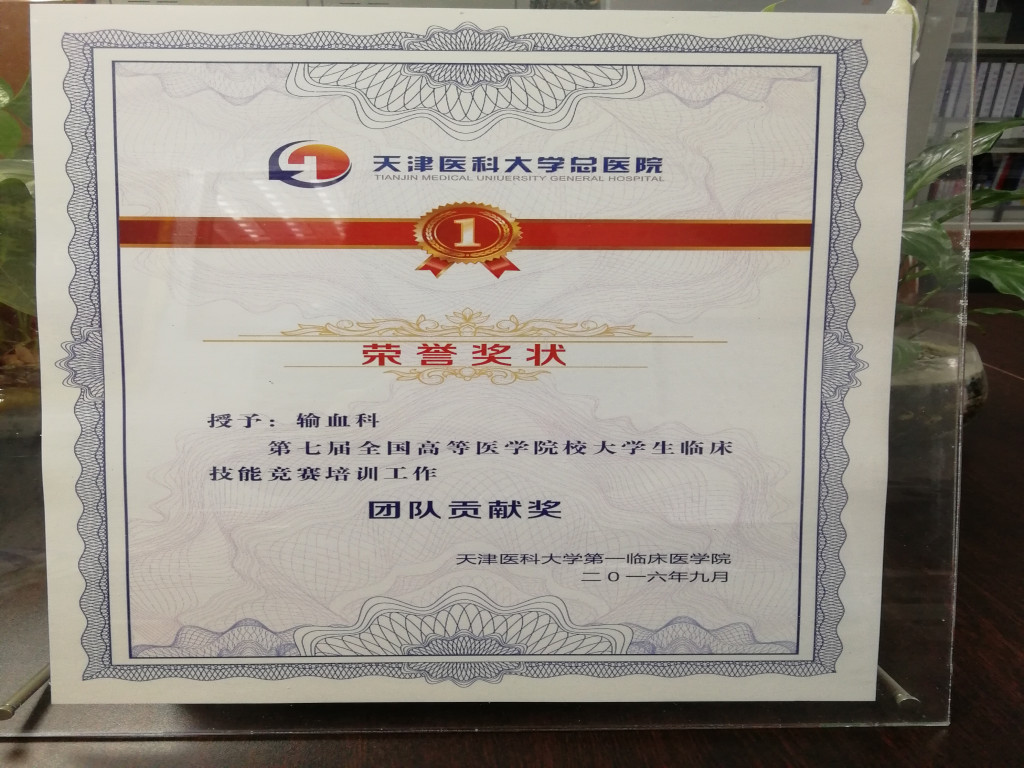 天津医科大学总医院
TIANJIN MEDICAL UNIVERSITY GENERAL HOSPITAL
1
荣誉奖状
授予：输血科
第七届全国高等医学院校大学生临床
技能竞赛培训工作
团队贡献奖
天津医科大学第一临床医学院
二0一六年九月